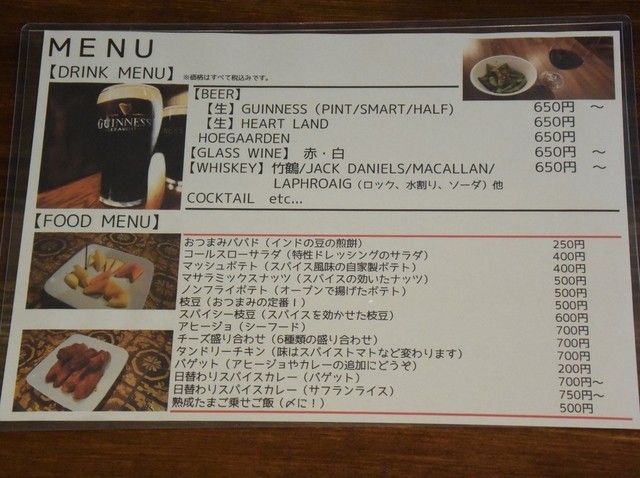 MENU
【DRINK MENU】 ※価格はすべて税込みです。
【BEER】
【生】GUINNESS（PINT/SMART/HALF） 650円 ～
【生】HEART LAND 650円
HOEGAARDEN 650円
【GLASS WINE】 赤・白 650円 ～
【WHISKEY】竹鶴/JACK DANIELS/MACALLAN/ 650円 ～
LAPHROAIG（ロック、水割り、ソーダ）他
COCKTAIL etc...
GUINNESS
【FOOD MENU】
おつまみパパド（インドの豆の煎餅） 250円
コールスローサラダ（特性ドレッシングのサラダ） 400円
マッシュポテト（スパイス風味の自家製ポテト） 400円
マサラミックスナッツ（スパイスの効いたナッツ） 500円
ノンフライポテト（オーブンで揚げたポテト） 500円
枝豆（おつまみの定番！） 500円
スパイシー枝豆（スパイスを効かせた枝豆） 600円
アヒージョ（シーフード） 700円
チーズ盛り合わせ（6種類の盛り合わせ） 700円
タンドリーチキン（味はスパイストマトなど変わります） 700円
バゲット（アヒージョやカレーの追加にどうぞ） 200円
日替わりスパイスカレー（バゲット） 700円～
日替わりスパイスカレー（サフランライス） 750円～
熟成たまご乗せご飯（〆に！） 500円